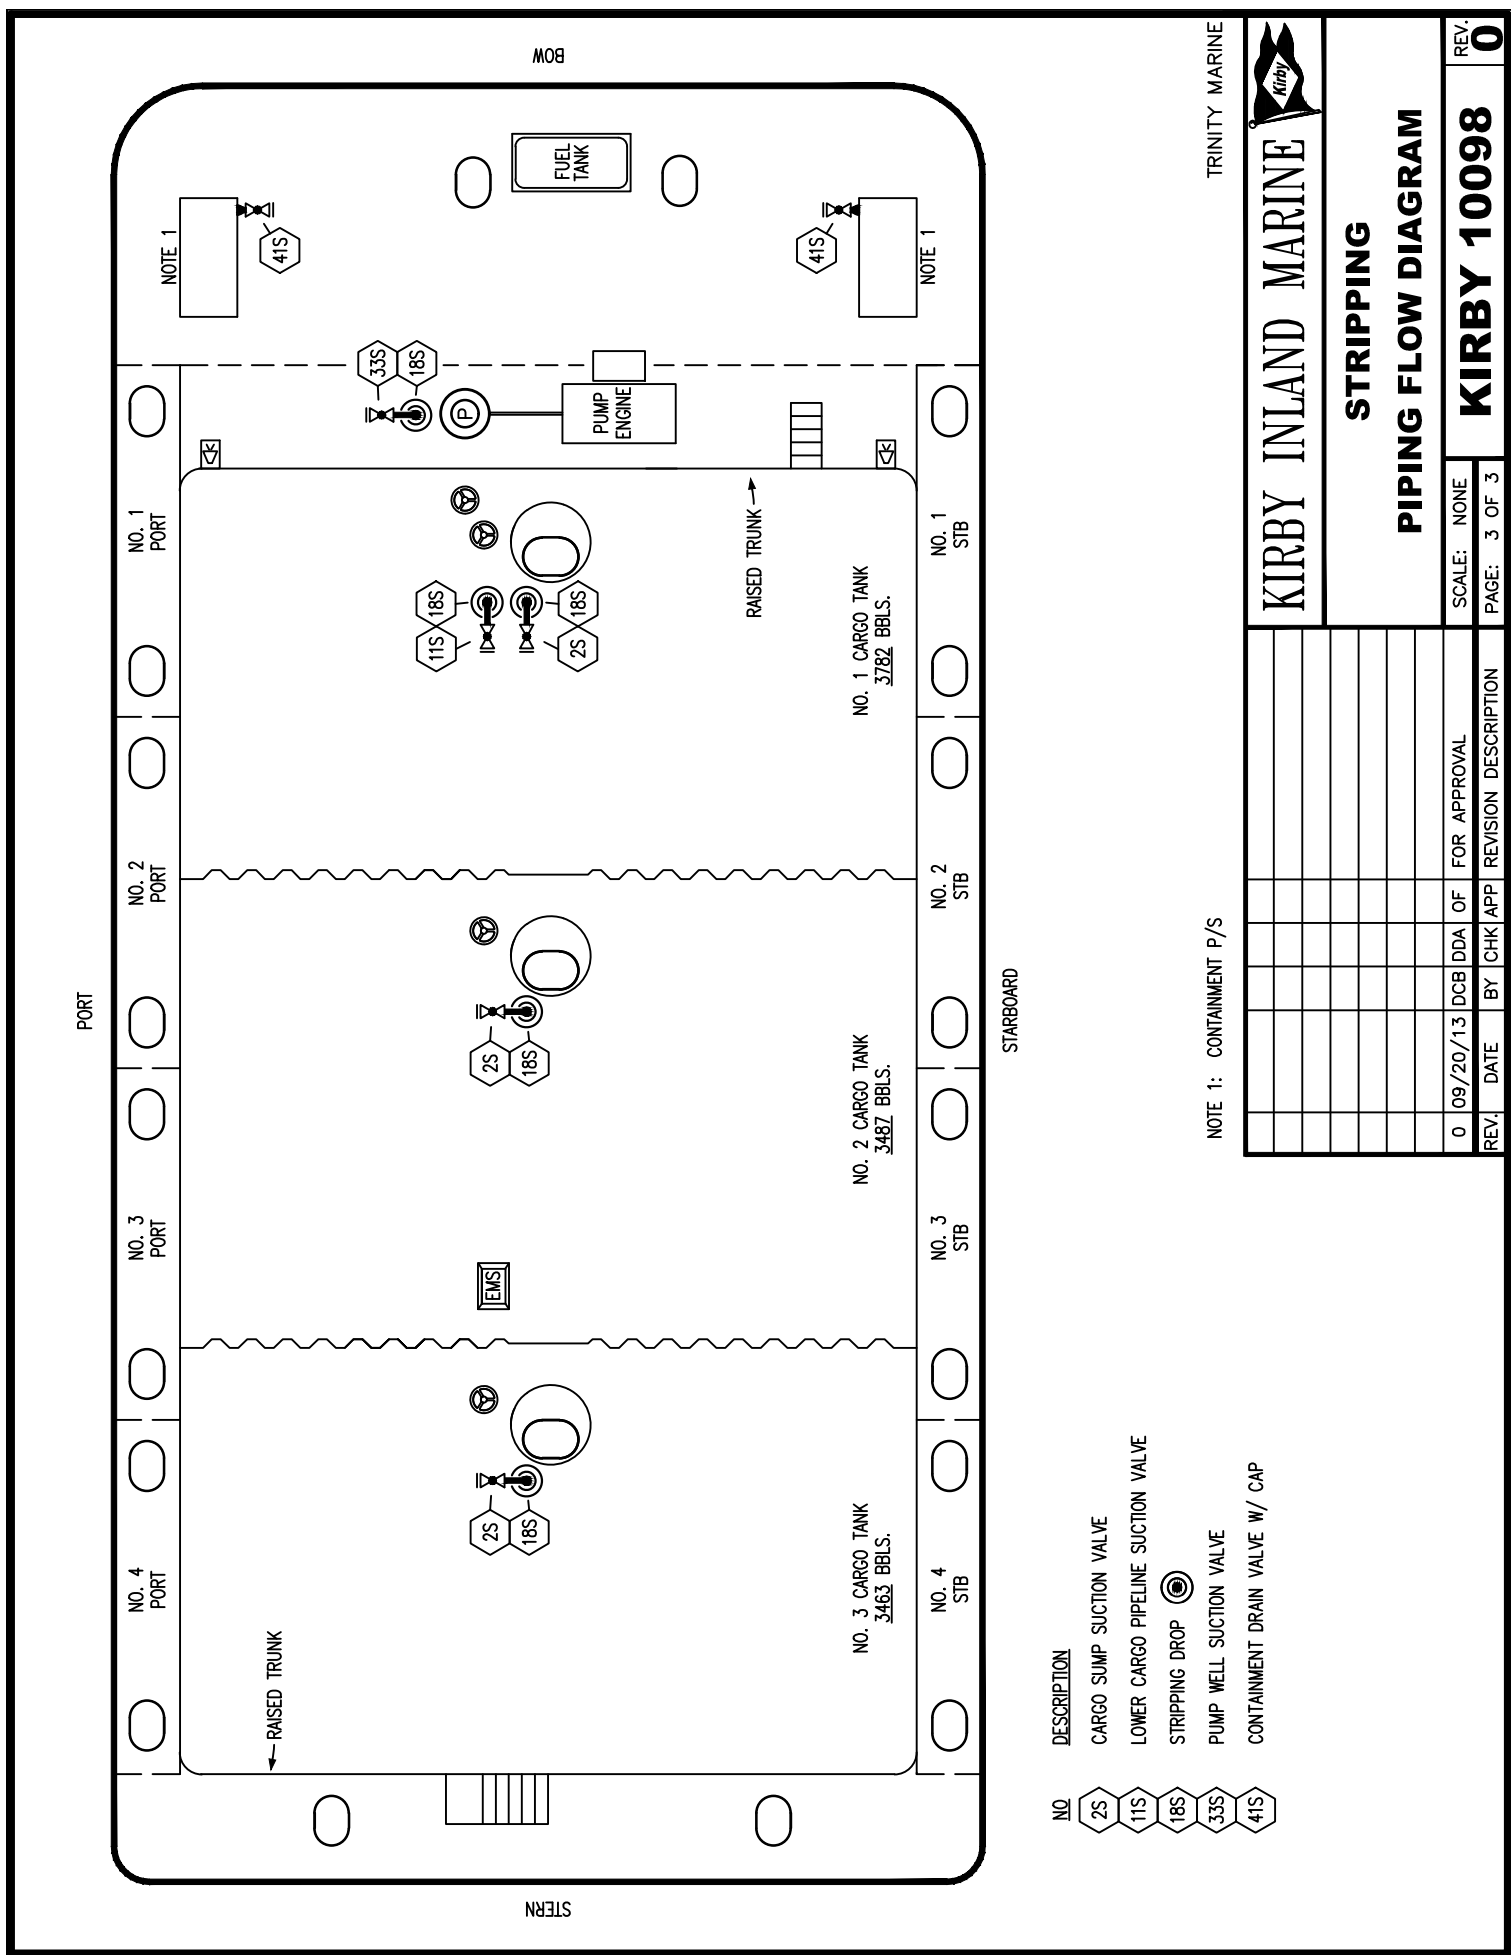 PORT
STERN
BOW
STARBOARD
NO. 4
PORT
NO. 3
PORT
NO. 2
PORT
NO. 1
PORT
NOTE 1
RAISED TRUNK
2S
18S
EMS
2S
18S
11S
18S
2S
18S
33S
18S
P
41S
FUEL
TANK
PUMP
ENGINE
41S
RAISED TRUNK
NO. 3 CARGO TANK
3463 BBLS.
NO. 2 CARGO TANK
3487 BBLS.
NO. 1 CARGO TANK
3782 BBLS.
NO. 4
STB
NO. 3
STB
NO. 2
STB
NO. 1
STB
NOTE 1
NO DESCRIPTION
2S CARGO SUMP SUCTION VALVE
11S LOWER CARGO PIPELINE SUCTION VALVE
18S STRIPPING DROP
33S PUMP WELL SUCTION VALVE
41S CONTAINMENT DRAIN VALVE W/ CAP
NOTE 1: CONTAINMENT P/S
TRINITY MARINE
KIRBY INLAND MARINE
Kirby
STRIPPING
PIPING FLOW DIAGRAM
0 09/20/13 DCB DDA OF FOR APPROVAL
REV. DATE BY CHK APP REVISION DESCRIPTION
SCALE: NONE
PAGE: 3 OF 3
KIRBY 10098
REV.
0